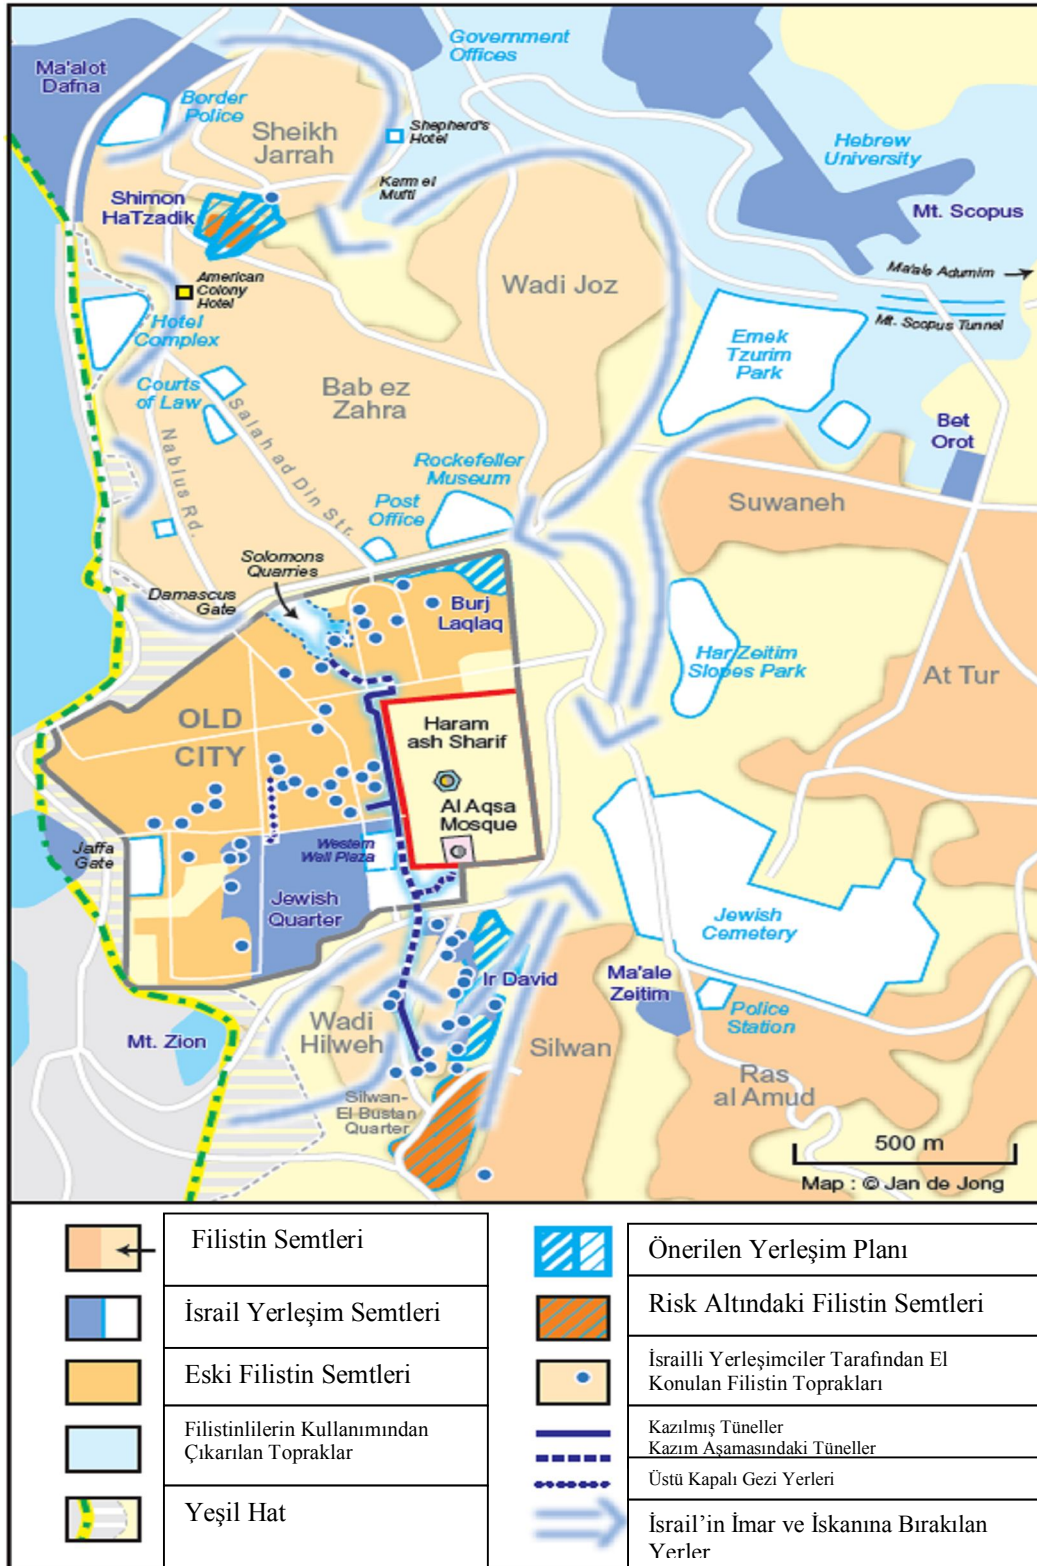 Government
Offices
Ma'alot
Dafna
Border
Police
Shepherd's
Hotel
Sheikh
Jarrah
Hebrew
University
Karm el
Mufti
Shimon
HaTzadik
Mt. Scopus
American
Colony
Hotel
Wadi Joz
Ma'ale Adumim
Mt. Scopus Tunnel
Hotel
Complex
Emek
Tzurim
Park
Courts
of Law
Bab ez
Zahra
Salah ad Din Str.
Nablus Rd.
Bet
Orot
Rockefeller
Museum
Post
Office
Suwaneh
Solomons
Quarries
Damascus
Gate
Burj
Laqlaq
Har Zeitim
Slopes Park
At Tur
OLD
CITY
Haram
ash Sharif
Al Aqsa
Mosque
Western
Wall Plaza
Jaffa
Gate
Jewish
Quarter
Jewish
Cemetery
Ir David
Ma'ale
Zeitim
Police
Station
Mt. Zion
Wadi
Hilweh
Silwan
Ras
al Amud
Silwan-
El Bustan
Quarter
500 m
Map : © Jan de Jong
Filistin Semtleri
İsrail Yerleşim Semtleri
Eski Filistin Semtleri
Filistinlilerin Kullanımından
Çıkarılan Topraklar
Yeşil Hat
Önerilen Yerleşim Planı
Risk Altındaki Filistin Semtleri
İsrailli Yerleşimciler Tarafından El
Konulan Filistin Toprakları
Kazılmış Tüneller
Kazım Aşamasındaki Tüneller
Üstü Kapalı Gezi Yerleri
İsrail’in İmar ve İskanına Bırakılan
Yerler